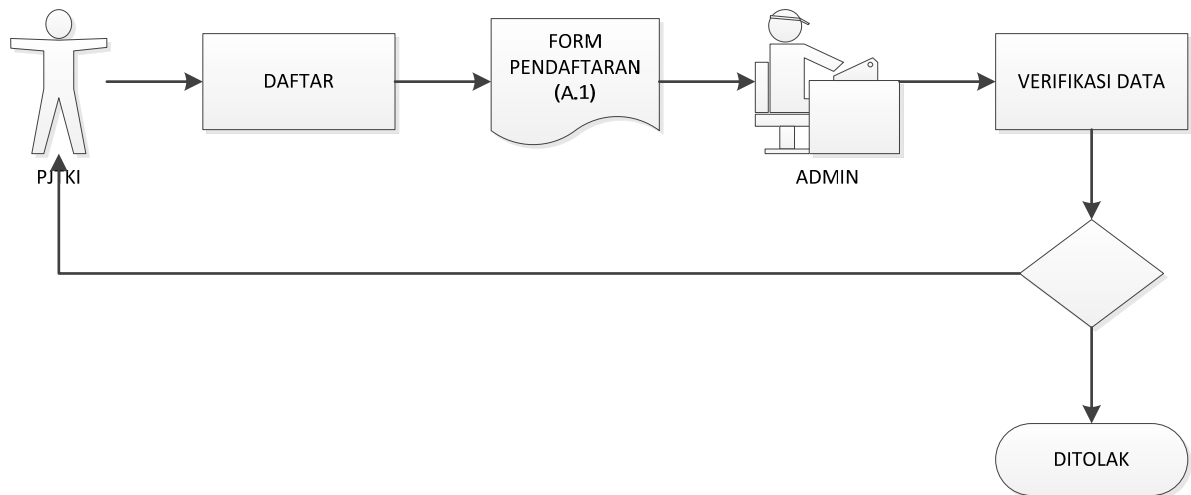 DAFTAR
FORM
PENDAFTARAN
(A.1)
VERIFIKASI DATA
PJTKI
ADMIN
DITOLAK